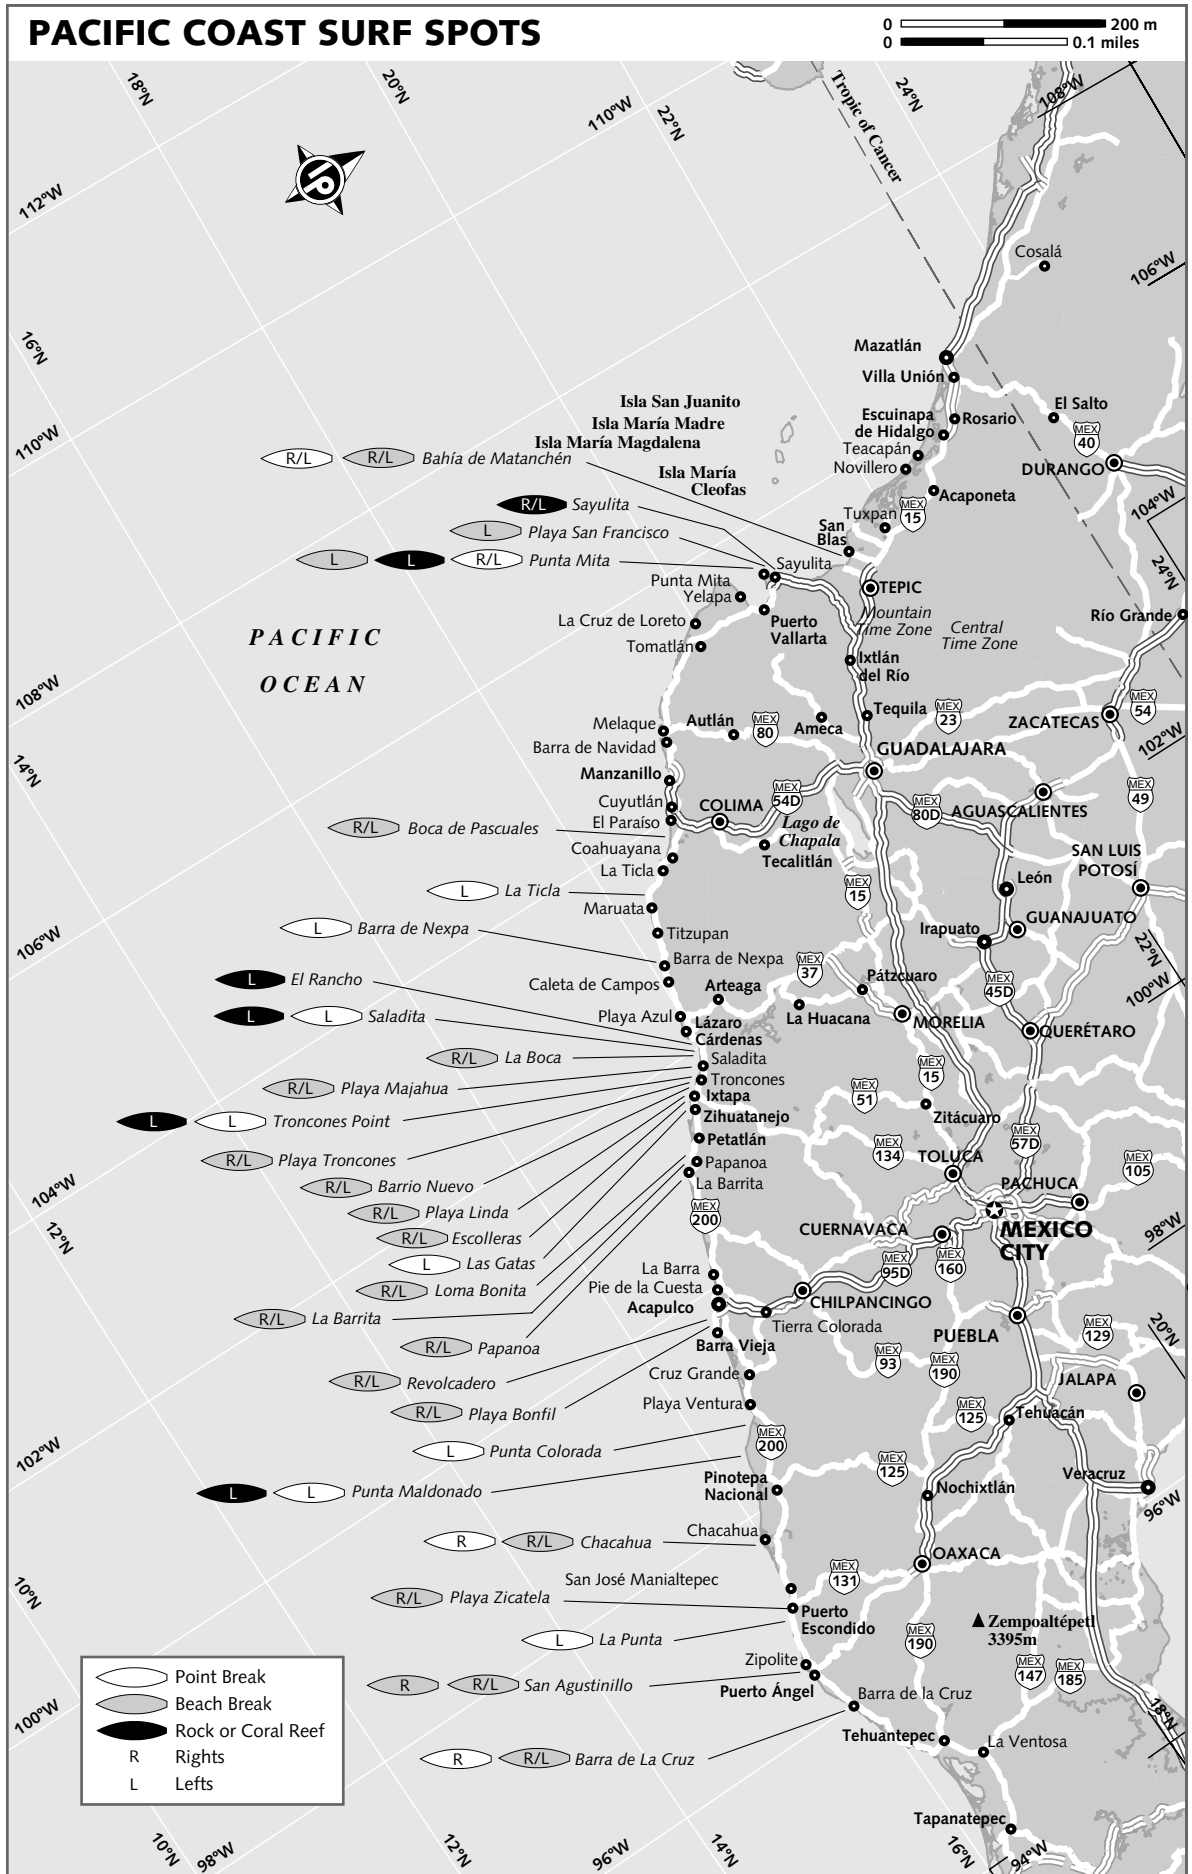 PACIFIC COAST SURF SPOTS
0 200 m
0 0.1 miles
18°N
20°N
110°W
22°N
Tropic of Cancer
24°N
108°W
112°W
Cosalá
106°W
16°N
Mazatlán
Villa Unión
Isla San Juanito
Isla María Madre
Isla María Magdalena
Isla María
Cleofas
Escuinapa
de Hidalgo
Rosario
El Salto
MEX
40
110°W
Teacapán
Novillero
DURANGO
R/L R/L Bahía de Matanchén
Acaponeta
104°W
R/L Sayulita
Tuxpan
MEX
15
San
Blas
L Playa San Francisco
L L R/L Punta Mita
Sayulita
24°N
Punta Mita
Yelapa
TEPIC
Mountain
Time Zone
Central
Time Zone
Río Grande
La Cruz de Loreto
Puerto
Vallarta
PACIFIC
OCEAN
Tomatlán
Ixtlán
del Río
108°W
Melaque
Autlán
MEX
80
Ameca
Tequila
MEX
23
ZACATECAS
MEX
54
Barra de Navidad
GUADALAJARA
102°W
14°N
Manzanillo
Cuyutlán
COLIMA
MEX
54D
MEX
80D
AGUASCALIENTES
MEX
49
El Paraíso
R/L Boca de Pascuales
Lago de
Chapala
Tecalitlán
Coahuayana
La Ticla
SAN LUIS
POTOSÍ
L La Ticla
MEX
15
León
Maruata
GUANAJUATO
L Barra de Nexpa
Titzupan
Irapuato
106°W
22°N
Barra de Nexpa
MEX
37
Pátzcuaro
L El Rancho
Caleta de Campos
Arteaga
MEX
45D
100°W
L L Saladita
Playa Azul
Lázaro
Cárdenas
La Huacana
MORELIA
QUERÉTARO
R/L La Boca
Saladita
R/L Playa Majahua
Troncones
Ixtapa
MEX
51
MEX
15
Zitácuaro
L L Troncones Point
Zihuatanejo
Petatlán
MEX
134
MEX
57D
R/L Playa Troncones
Papanoa
TOLUCA
MEX
105
R/L Barrio Nuevo
La Barrita
PACHUCA
104°W
R/L Playa Linda
MEX
200
12°N
R/L Escolleras
CUERNAVACA
MEXICO
CITY
98°W
L Las Gatas
La Barra
MEX
95D
MEX
160
R/L Loma Bonita
Pie de la Cuesta
Acapulco
CHILPANCINGO
R/L La Barrita
Tierra Colorada
PUEBLA
MEX
129
20°N
R/L Papanoa
Barra Vieja
R/L Revolcadero
Cruz Grande
MEX
93
MEX
190
JALAPA
R/L Playa Bonfil
Playa Ventura
MEX
125
Tehuacán
L Punta Colorada
MEX
200
102°W
MEX
125
Veracruz
L L Punta Maldonado
Pinotepa
Nacional
Nochixtlán
96°W
R R/L Chacahua
Chacahua
OAXACA
10°N
San José Manialtepec
MEX
131
R/L Playa Zicatela
Puerto
Escondido
Zempoaltépetl
3395m
L La Punta
MEX
190
Zipolite
MEX
147
MEX
185
R R/L San Agustinillo
Puerto Ángel
Barra de la Cruz
18°N
100°W
Tehuantepec
La Ventosa
R R/L Barra de La Cruz
Point Break
Beach Break
Rock or Coral Reef
R Rights
L Lefts
Tapanatepec
10°N
98°W
12°N
96°W
14°N
16°N
94°W